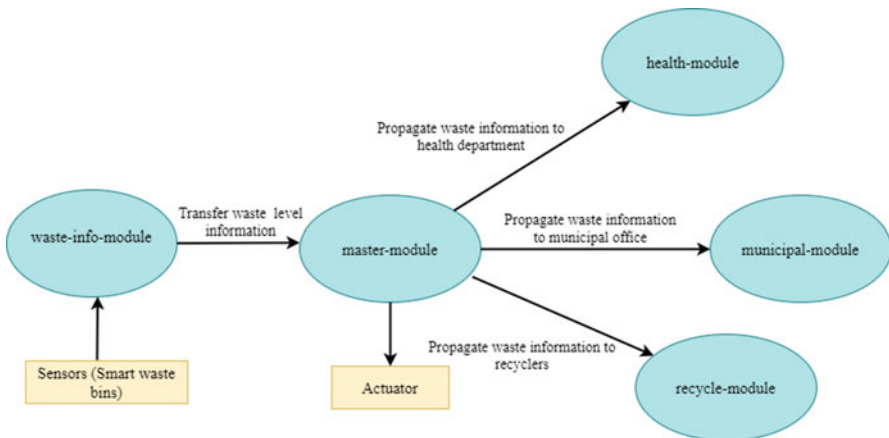 health-module
Propagate waste information to
health department
Transfer waste level
information
Propagate waste information
to municipal office
waste-info-module
master-module
municipal-module
Propagate waste information to
recyclers
Sensors (Smart waste
bins)
Actuator
recycle-module